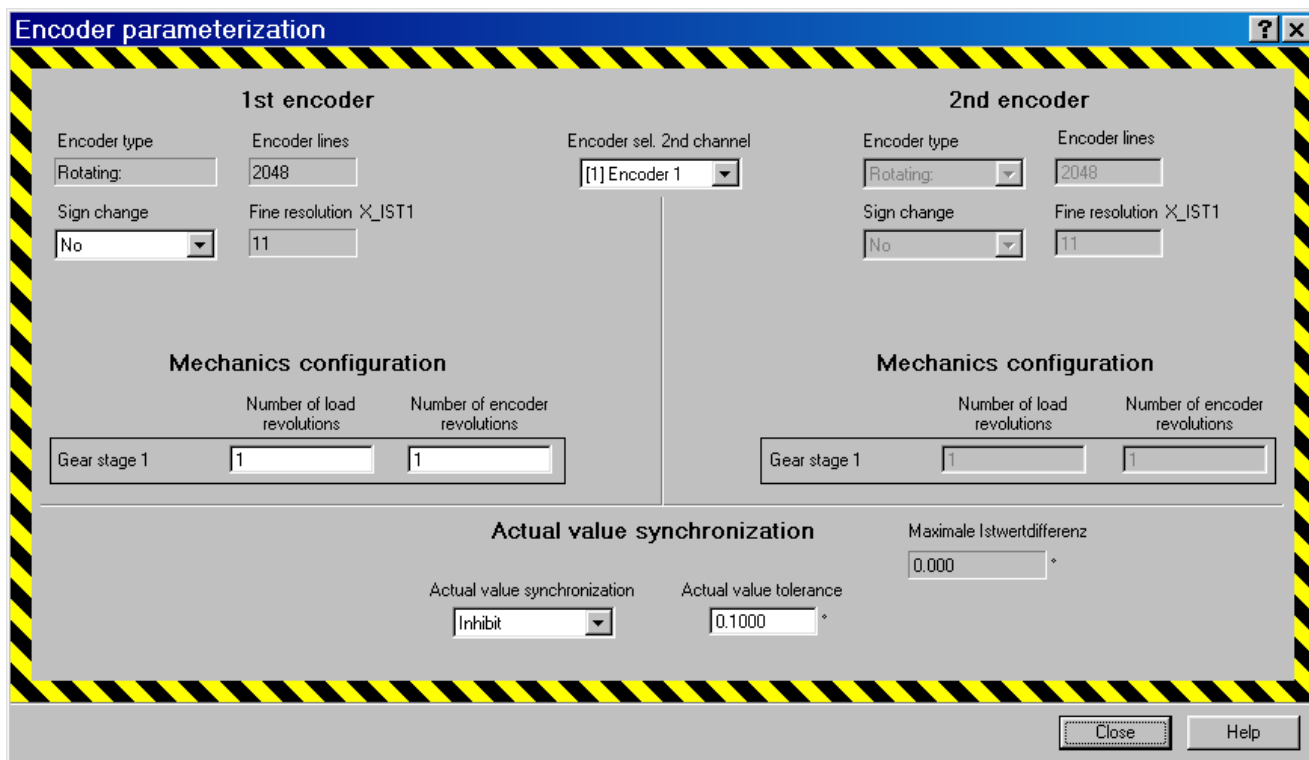 Encoder parameterization
1st encoder
2nd encoder
Encoder type
Encoder lines
Encoder sel. 2nd channel
Encoder type
Encoder lines
Rotating:
2048
[1] Encoder 1
Rotating:
2048
Sign change
Fine resolution X_IST1
Sign change
Fine resolution X_IST1
No
11
No
11
Mechanics configuration
Mechanics configuration
Number of load
revolutions
Number of encoder
revolutions
Number of load
revolutions
Number of encoder
revolutions
Gear stage 1
1
1
Gear stage 1
1
1
Actual value synchronization
Maximale Istwertdifferenz
0.000 °
Actual value synchronization
Actual value tolerance
Inhibit
0.1000 °
Close
Help